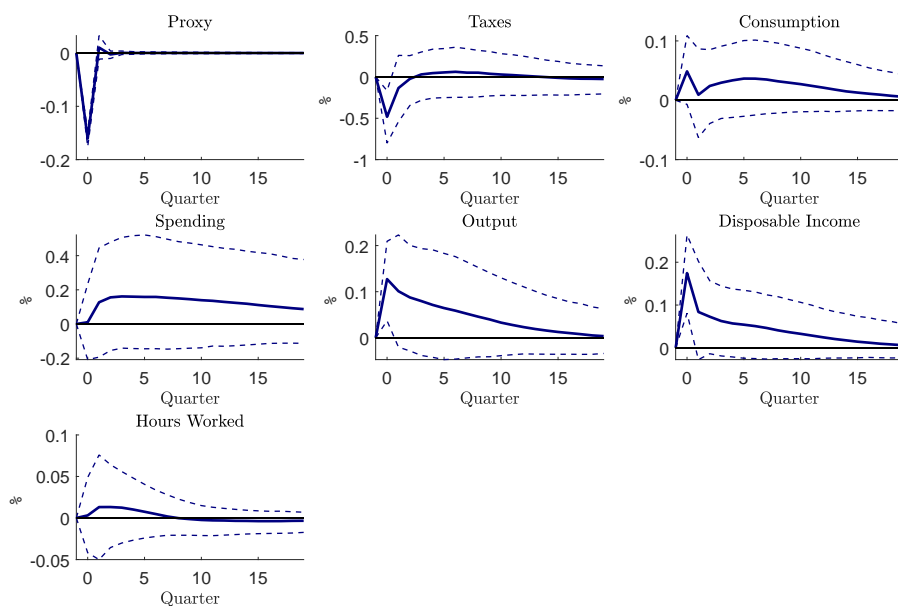 Proxy
0
-0.1
-0.2
0 5 10 15
Quarter
Taxes
0.5
0
-0.5
-1
%
0 5 10 15
Quarter
Consumption
0.1
0
-0.1
%
0 5 10 15
Quarter
Spending
0.4
0.2
0
-0.2
%
0 5 10 15
Quarter
Output
0.2
0.1
0
%
0 5 10 15
Quarter
Disposable Income
0.2
0.1
0
%
0 5 10 15
Quarter
Hours Worked
0.1
0.05
0
-0.05
%
0 5 10 15
Quarter